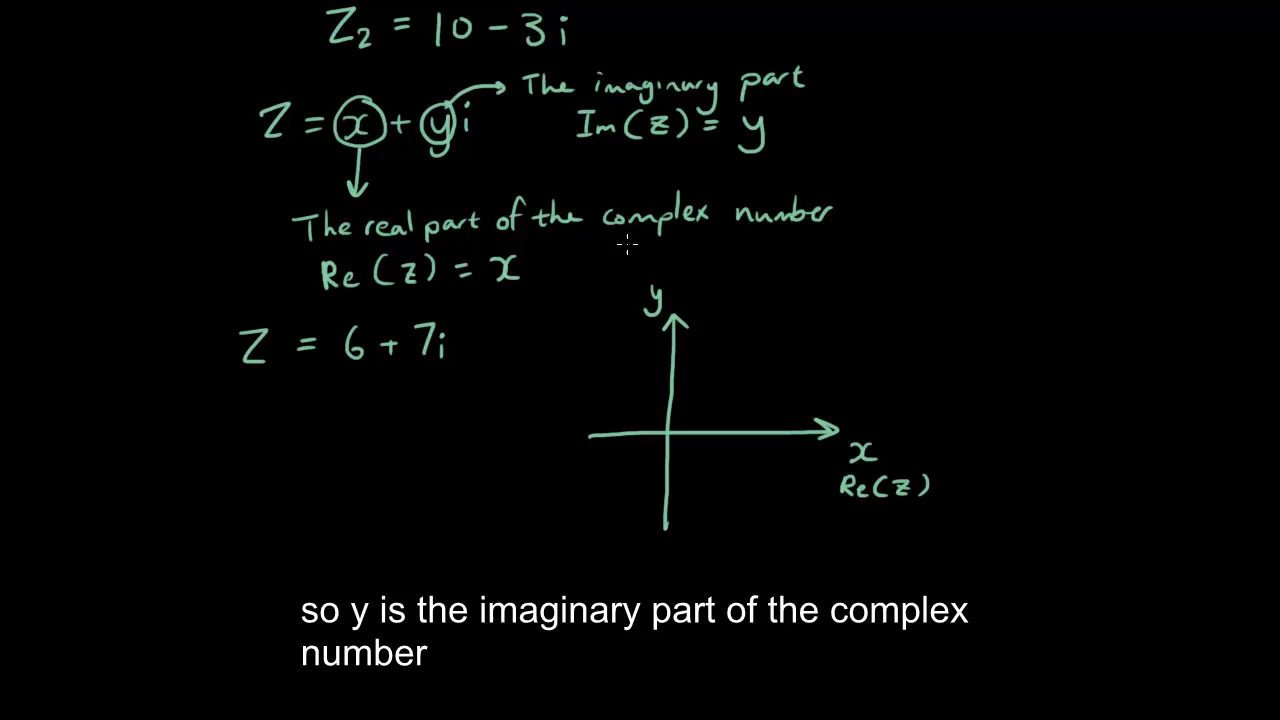 Z₂ = 10 - 3i
The imaginary part
Z = x + yi
Im(z) = y
The real part of the complex number
Re(z) = x
y
Z = 6 + 7i
x
Re(z)
so y is the imaginary part of the complex
number